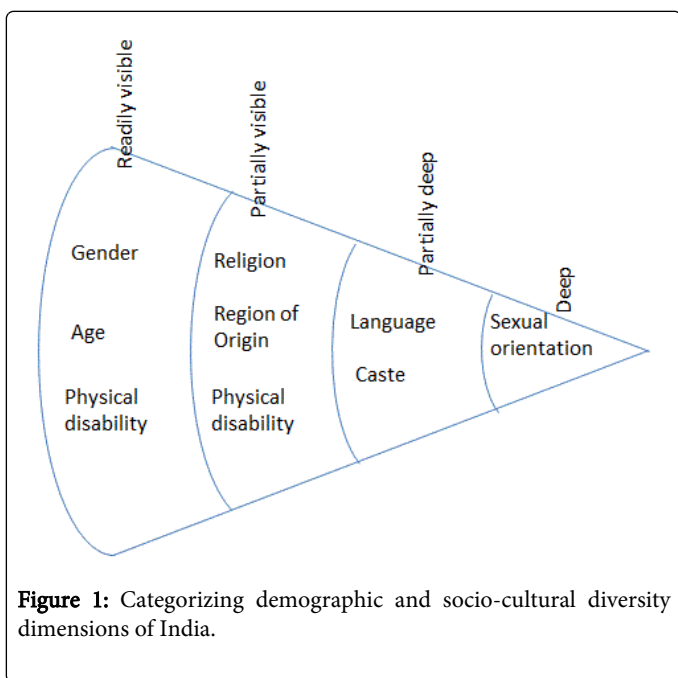 Readily visible
Partially visible
Partially deep
Deep
Gender
Age
Physical
disability
Religion
Region of
Origin
Physical
disability
Language
Caste
Sexual
orientation
Figure 1: Categorizing demographic and socio-cultural diversity
dimensions of India.